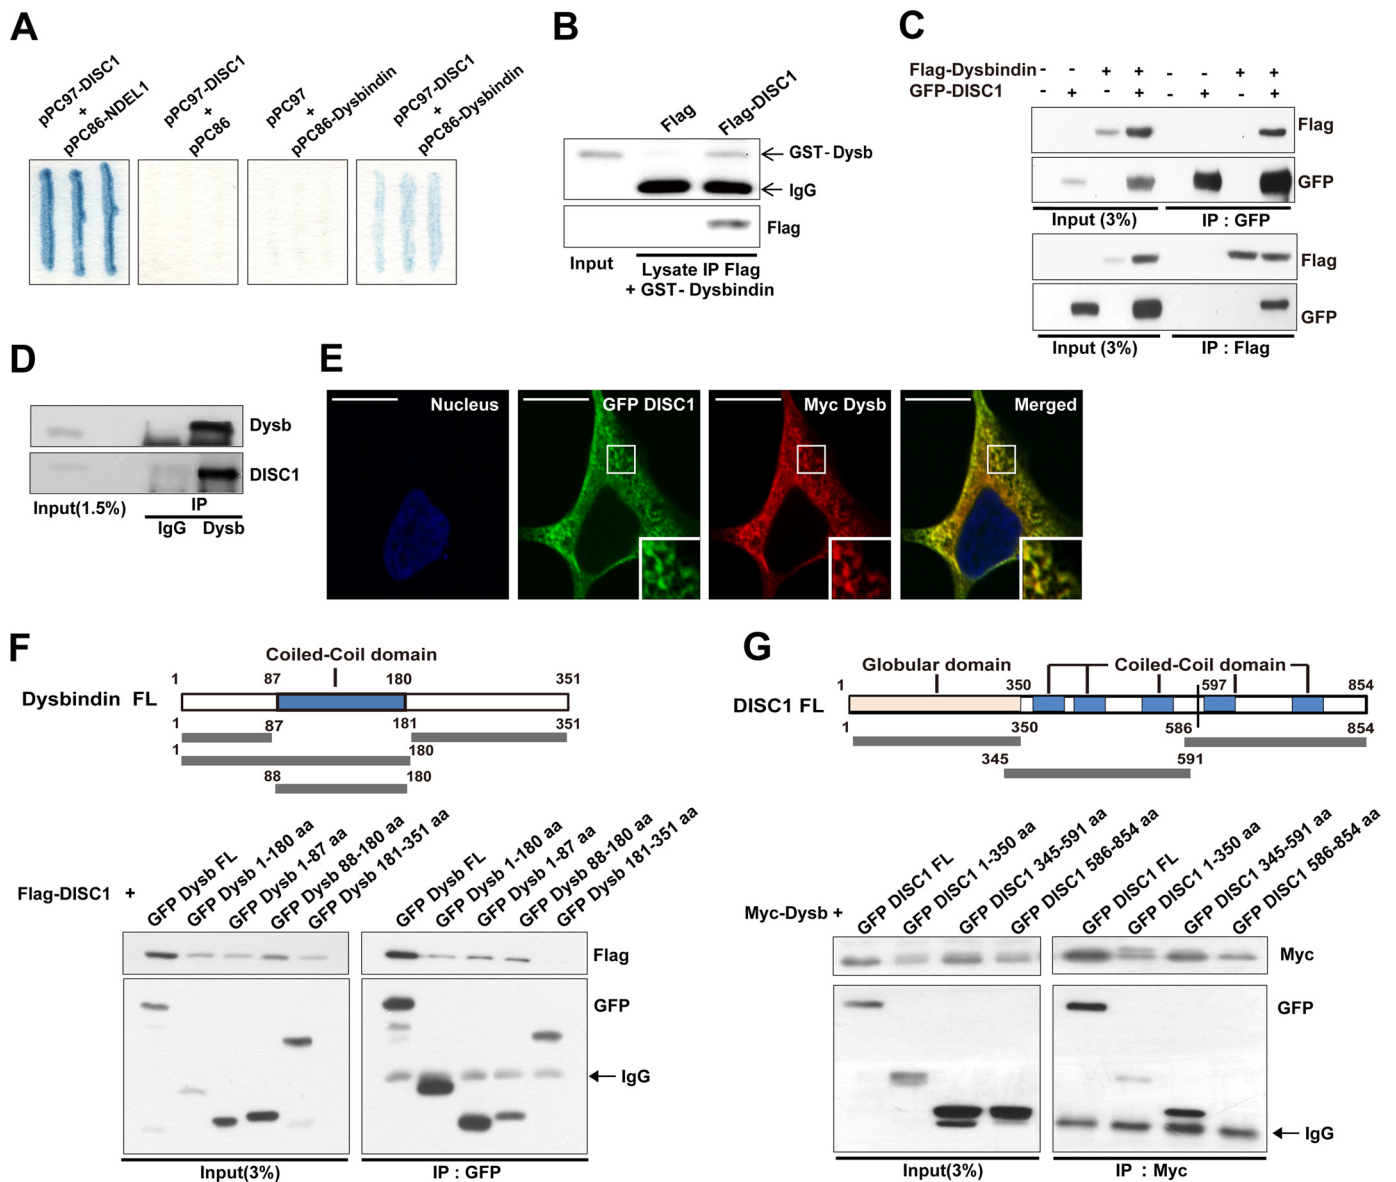 A
pPC97-DISC1
+
pPC86-NDEL1
pPC97-DISC1
+
pPC86
pPC97
+
pPC86-Dysbindin
pPC97-DISC1
+
pPC86-Dysbindin
B
Flag
Flag-DISC1
GST-Dysb
IgG
Flag
Input
Lysate IP Flag
+ GST-Dysbindin
C
Flag-Dysbindin - - + + - - + +
GFP-DISC1 - + - + - + - +
Flag
GFP
Input (3%) IP : GFP
Flag
GFP
Input (3%) IP : Flag
D
Dysb
DISC1
Input(1.5%) IP
IgG Dysb
E
Nucleus
GFP DISC1
Myc Dysb
Merged
F
Coiled-Coil domain
1 87 180 351
Dysbindin FL
1 87 181 351
1 180
88 180
Flag-DISC1 +
GFP Dysb FL
GFP Dysb 1-180 aa
GFP Dysb 1-87 aa
GFP Dysb 88-180 aa
GFP Dysb 181-351 aa
GFP Dysb FL
GFP Dysb 1-180 aa
GFP Dysb 1-87 aa
GFP Dysb 88-180 aa
GFP Dysb 181-351 aa
Flag
GFP
IgG
Input(3%) IP : GFP
G
Globular domain Coiled-Coil domain
1 350 597 854
DISC1 FL
1 350 586 854
345 591
Myc-Dysb +
GFP DISC1 FL
GFP DISC1 1-350 aa
GFP DISC1 345-591 aa
GFP DISC1 586-854 aa
GFP DISC1 FL
GFP DISC1 1-350 aa
GFP DISC1 345-591 aa
GFP DISC1 586-854 aa
Myc
GFP
IgG
Input(3%) IP : Myc